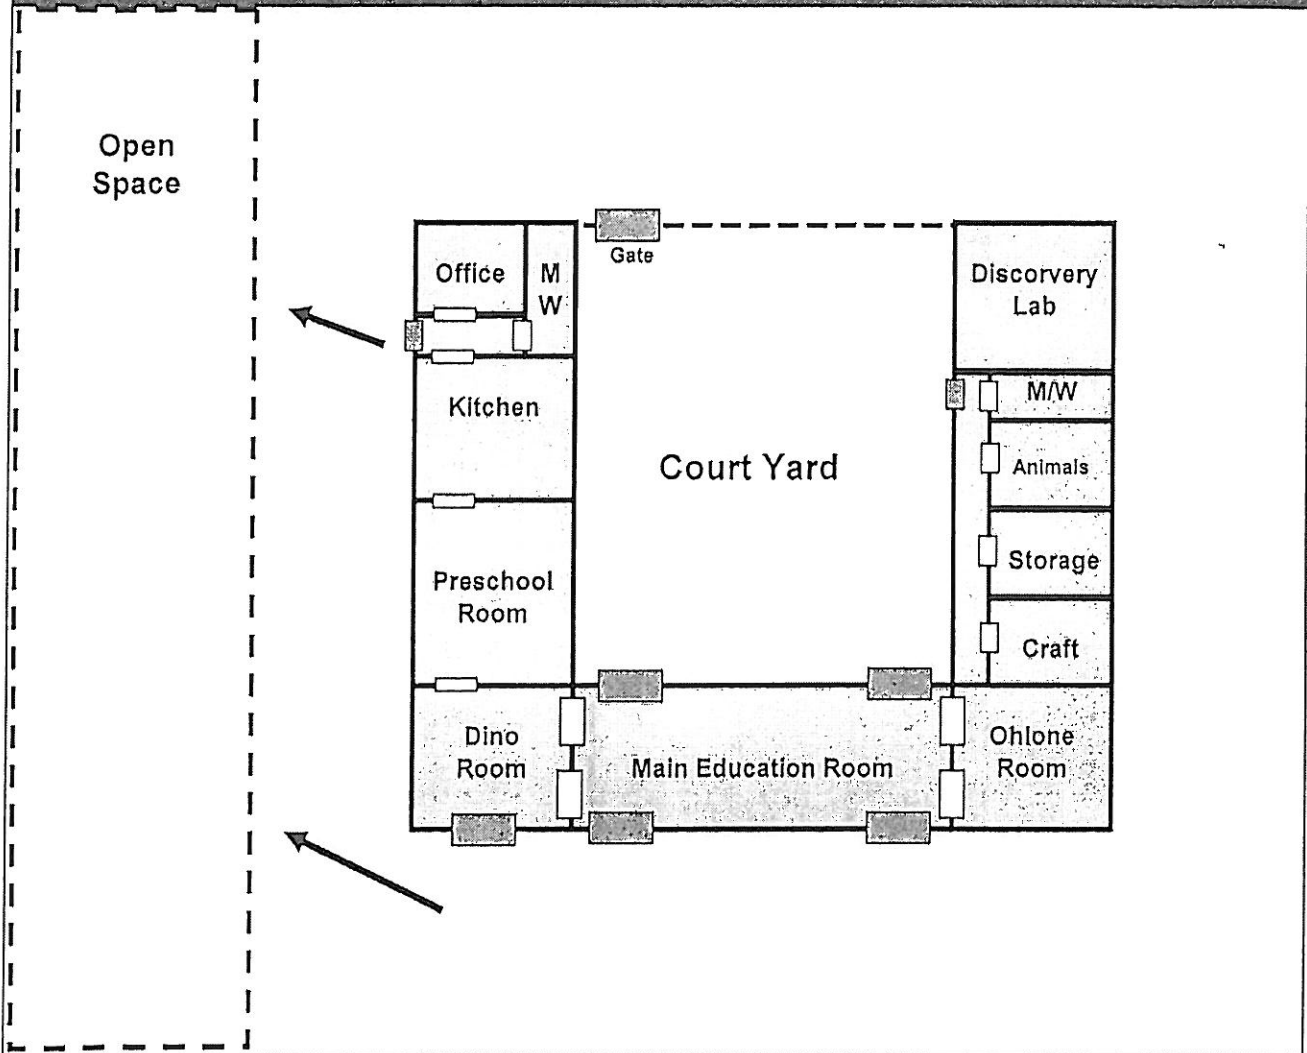 Open
Space
Gate
Office
M
W
Discorvery
Lab
Kitchen
M/W
Court Yard
Animals
Storage
Preschool
Room
Craft
Dino
Room
Main Education Room
Ohlone
Room